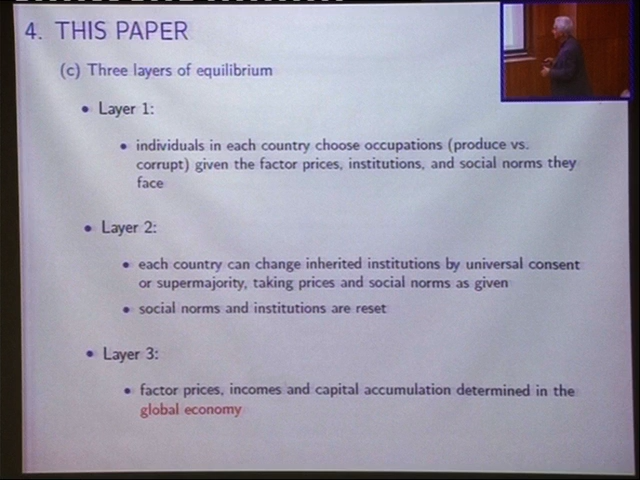 4. THIS PAPER
(c) Three layers of equilibrium
• Layer 1:
• individuals in each country choose occupations (produce vs.
corrupt) given the factor prices, institutions, and social norms they
face
• Layer 2:
• each country can change inherited institutions by universal consent
or supermajority, taking prices and social norms as given
• social norms and institutions are reset
• Layer 3:
• factor prices, incomes and capital accumulation determined in the
global economy